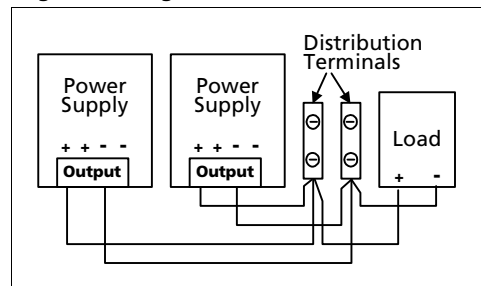 Distribution
Terminals
Power
Supply
+ + - -
Output
Power
Supply
+ + - -
Output
Load
+ -